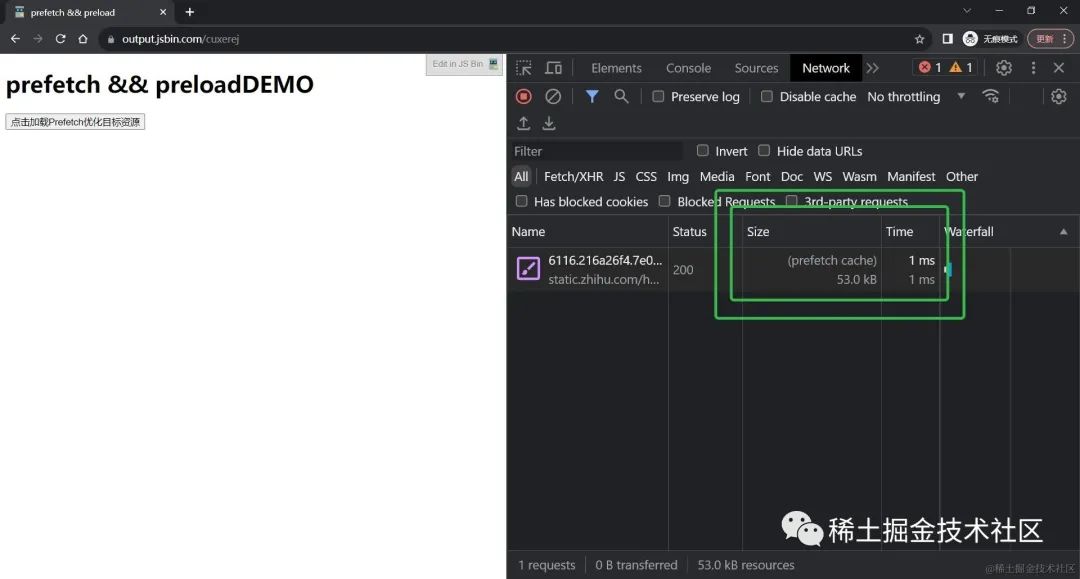 prefetch && preload
output.jsbin.com/cuxerej
无痕模式
更新
Edit in JS Bin
prefetch && preloadDEMO
点击加载Prefetch优化目标资源
Elements Console Sources Network 1 1
Preserve log Disable cache No throttling
Filter Invert Hide data URLs
All Fetch/XHR JS CSS Img Media Font Doc WS Wasm Manifest Other
Has blocked cookies Blocked Requests 3rd-party requests
Name Status Size Time Waterfall
6116.216a26f4.7e0... 200 (prefetch cache) 1 ms
static.zhihu.com/h... 53.0 kB 1 ms
稀土掘金技术社区
1 requests 0 B transferred 53.0 kB resources
@稀土掘金技术社区